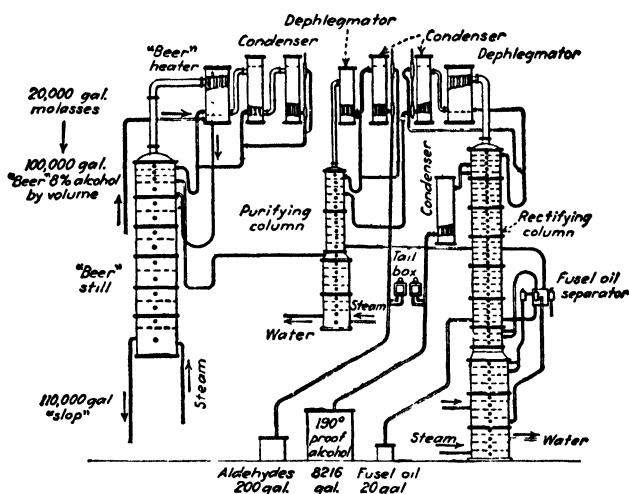 Dephlegmator
"Beer"
heater
Condenser
Condenser
Dephlegmator
20,000 gal.
molasses
100,000 gal.
"Beer" 8% alcohol
by volume
Condenser
Purifying
column
Rectifying
column
"Beer"
still
Tail
box
Fusel oil
separator
Steam
Water
110,000 gal
"slop"
Steam
190°
proof
alcohol
Steam
Water
Aldehydes
200 gal.
8216
gal.
Fusel oil
20 gal